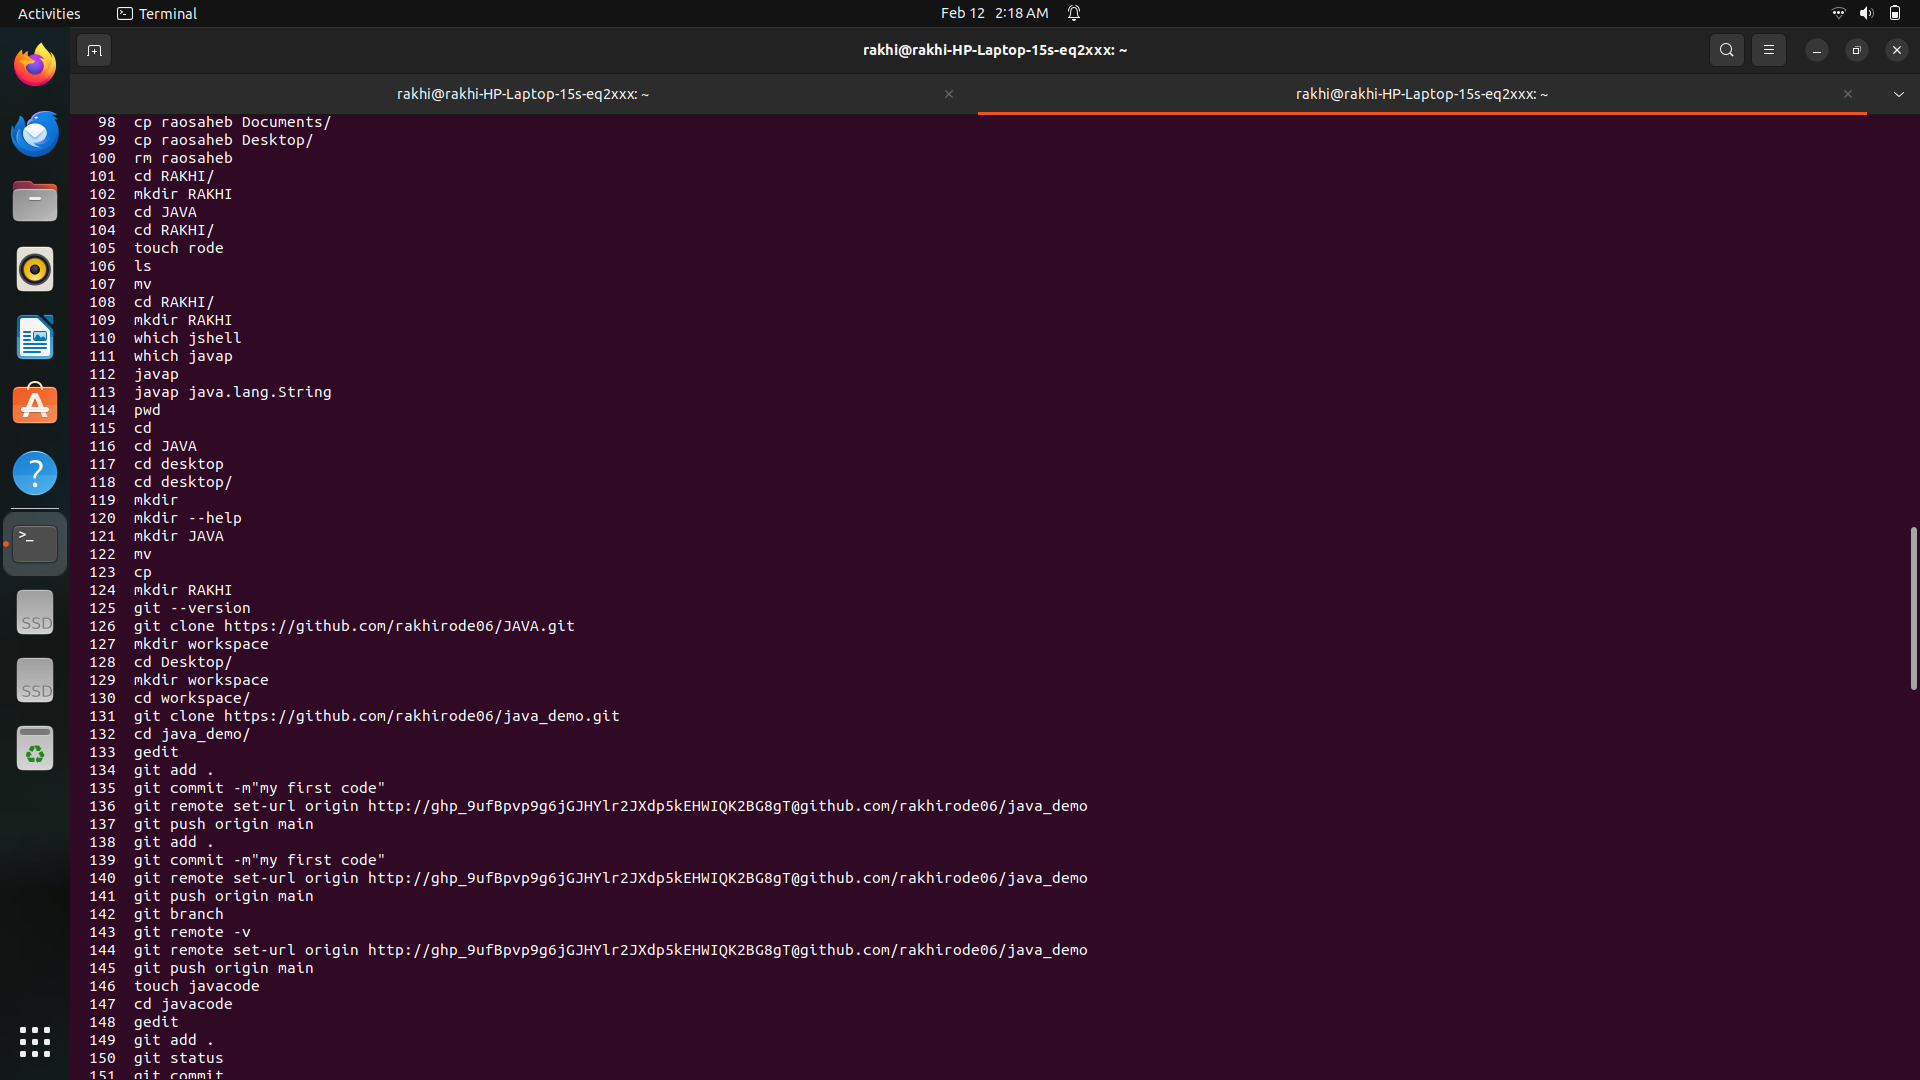 Activities
Terminal
Feb 12 2:18 AM
rakhi@rakhi-HP-Laptop-15s-eq2xxx: ~
rakhi@rakhi-HP-Laptop-15s-eq2xxx: ~
rakhi@rakhi-HP-Laptop-15s-eq2xxx: ~
98 cp raosaheb Documents/
99 cp raosaheb Desktop/
100 rm raosaheb
101 cd RAKHI/
102 mkdir RAKHI
103 cd JAVA
104 cd RAKHI/
105 touch rode
106 ls
107 mv
108 cd RAKHI/
109 mkdir RAKHI
110 which jshell
111 which javap
112 javap
113 javap java.lang.String
114 pwd
115 cd
116 cd JAVA
117 cd desktop
118 cd desktop/
119 mkdir
120 mkdir --help
121 mkdir JAVA
122 mv
123 cp
124 mkdir RAKHI
125 git --version
126 git clone https://github.com/rakhirode06/JAVA.git
127 mkdir workspace
128 cd Desktop/
129 mkdir workspace
130 cd workspace/
131 git clone https://github.com/rakhirode06/java_demo.git
132 cd java_demo/
133 gedit
134 git add .
135 git commit -m"my first code"
136 git remote set-url origin http://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@github.com/rakhirode06/java_demo
137 git push origin main
138 git add .
139 git commit -m"my first code"
140 git remote set-url origin http://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@github.com/rakhirode06/java_demo
141 git push origin main
142 git branch
143 git remote -v
144 git remote set-url origin http://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@github.com/rakhirode06/java_demo
145 git push origin main
146 touch javacode
147 cd javacode
148 gedit
149 git add .
150 git status
151 git commit
SSD
SSD